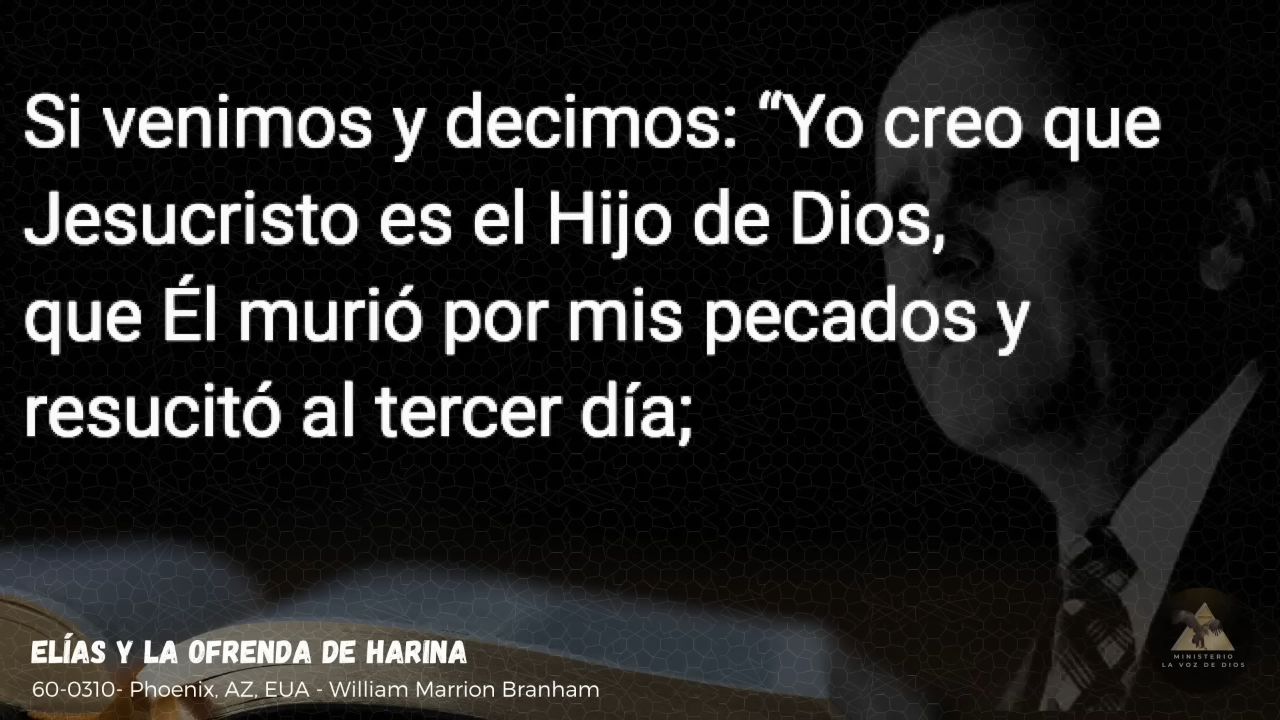 Si venimos y decimos: “Yo creo que
Jesucristo es el Hijo de Dios,
que Él murió por mis pecados y
resucitó al tercer día;
ELÍAS Y LA OFRENDA DE HARINA
60-0310- Phoenix, AZ, EUA - William Marrion Branham
MINISTERIO
LA VOZ DE DIOS